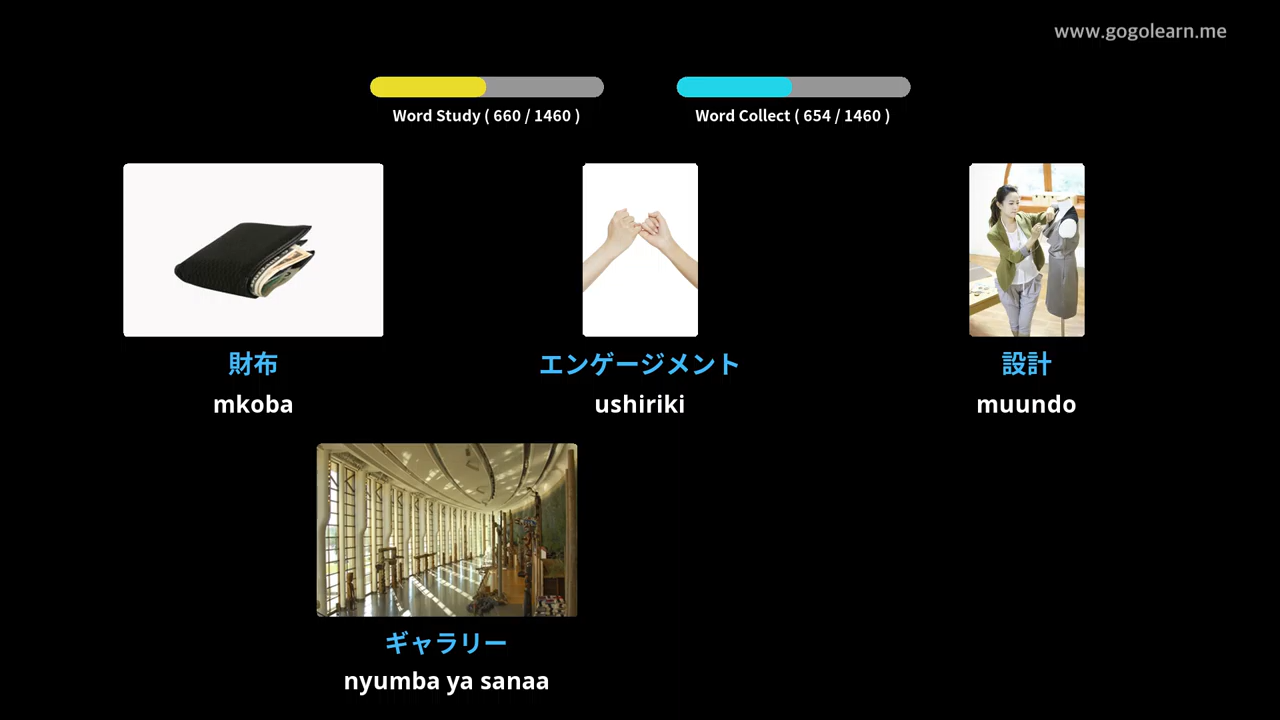 www.gogolearn.me
Word Study ( 660 / 1460 )
Word Collect ( 654 / 1460 )
財布
エンゲージメント
設計
mkoba
ushiriki
muundo
ギャラリー
nyumba ya sanaa